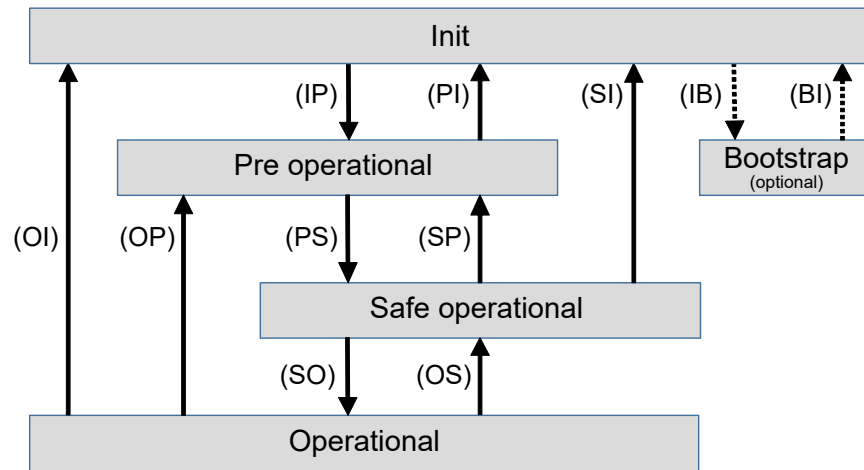 Init
(IP)
(PI)
(SI)
(IB)
(BI)
Pre operational
Bootstrap
(optional)
(OI)
(OP)
(PS)
(SP)
Safe operational
(SO)
(OS)
Operational